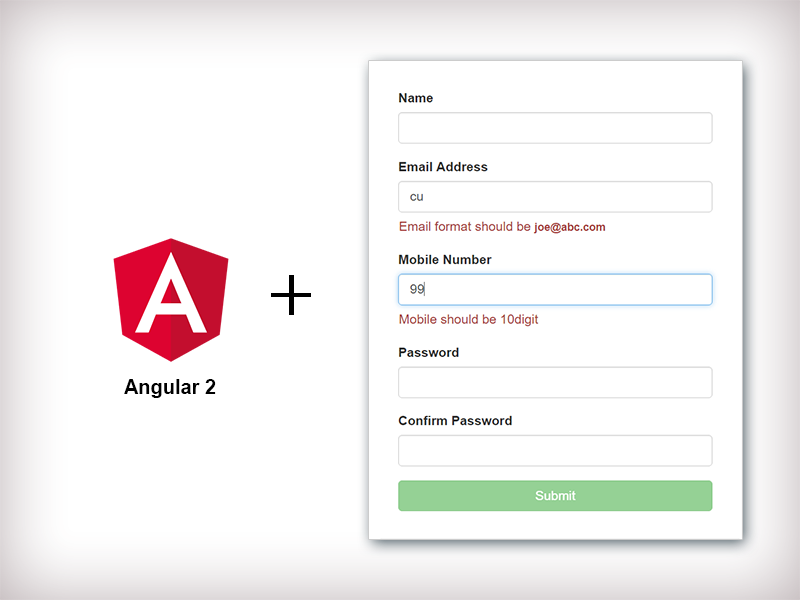 Angular 2
Name
Email Address
cu
Email format should be joe@abc.com
Mobile Number
99
Mobile should be 10digit
Password
Confirm Password
Submit